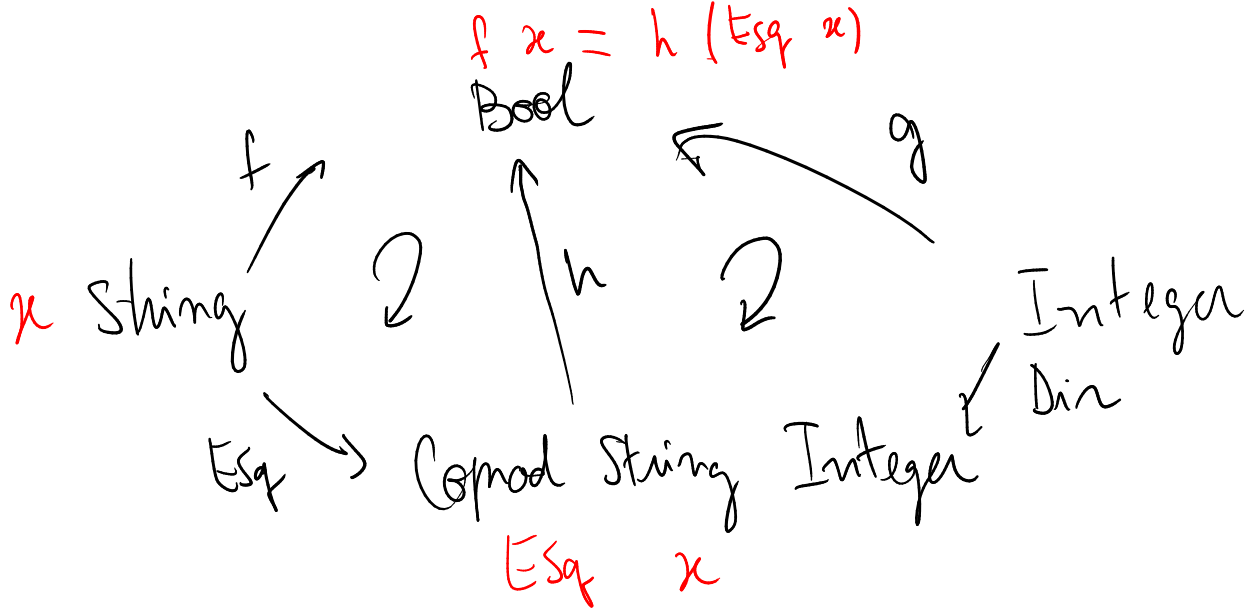 f x = h (Esq x)
Bool
f
g
h
x String
Integer
Dir
Esq
Coprod String Integer
Esq x